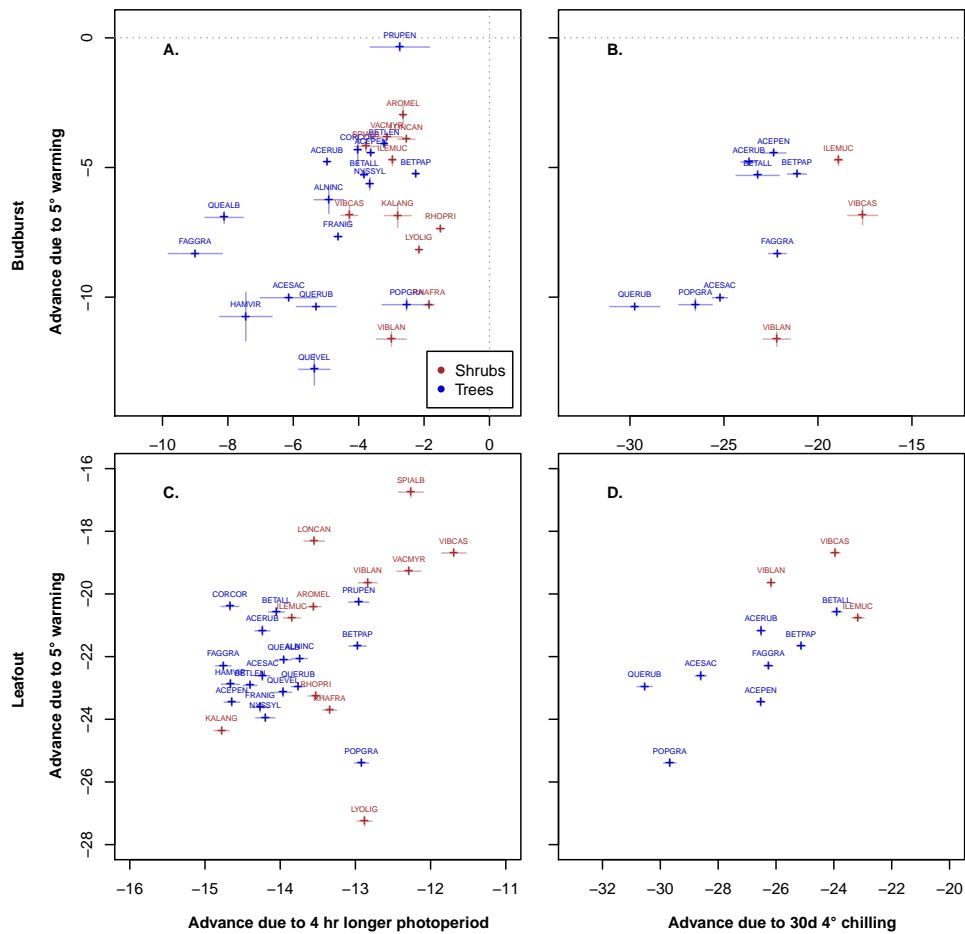 A.
B.
PRUPEN
AROMEL
VACMYR
LONCAN
BETLEN
CORCOR
ACEPEN
ILEMUC
ACERUB
BETALL
NYSSYL
BETPAP
ALNINC
VIBCAS
KALANG
QUEALB
RHOPRI
FRANIG
LYOLIG
FAGGRA
ACESAC
QUERUB
POPGRA
RHAFRA
HAMVIR
VIBLAN
QUEVEL
Shrubs
Trees
ACEPEN
ACERUB
BETALL
BETPAP
ILEMUC
VIBCAS
FAGGRA
QUERUB
POPGRA
ACESAC
VIBLAN
0
−5
−10
Budburst
Advance due to 5° warming
−10
−8
−6
−4
−2
0
−30
−25
−20
−15
C.
D.
SPIALB
LONCAN
VIBCAS
VACMYR
VIBLAN
PRUPEN
CORCOR
BETALL
AROMEL
ILEMUC
ACERUB
BETPAP
QUEALB
ALNINC
FAGGRA
ACESAC
HAMVIR
BETLEN
QUERUB
QUEVEL
RHOPRI
ACEPEN
FRANIG
NYSSYL
RHAFRA
KALANG
POPGRA
LYOLIG
VIBCAS
VIBLAN
BETALL
ILEMUC
ACERUB
BETPAP
FAGGRA
ACESAC
QUERUB
ACEPEN
POPGRA
−16
−18
−20
−22
−24
−26
−28
Leafout
Advance due to 5° warming
−16
−15
−14
−13
−12
−11
−32
−30
−28
−26
−24
−22
−20
Advance due to 4 hr longer photoperiod
Advance due to 30d 4° chilling